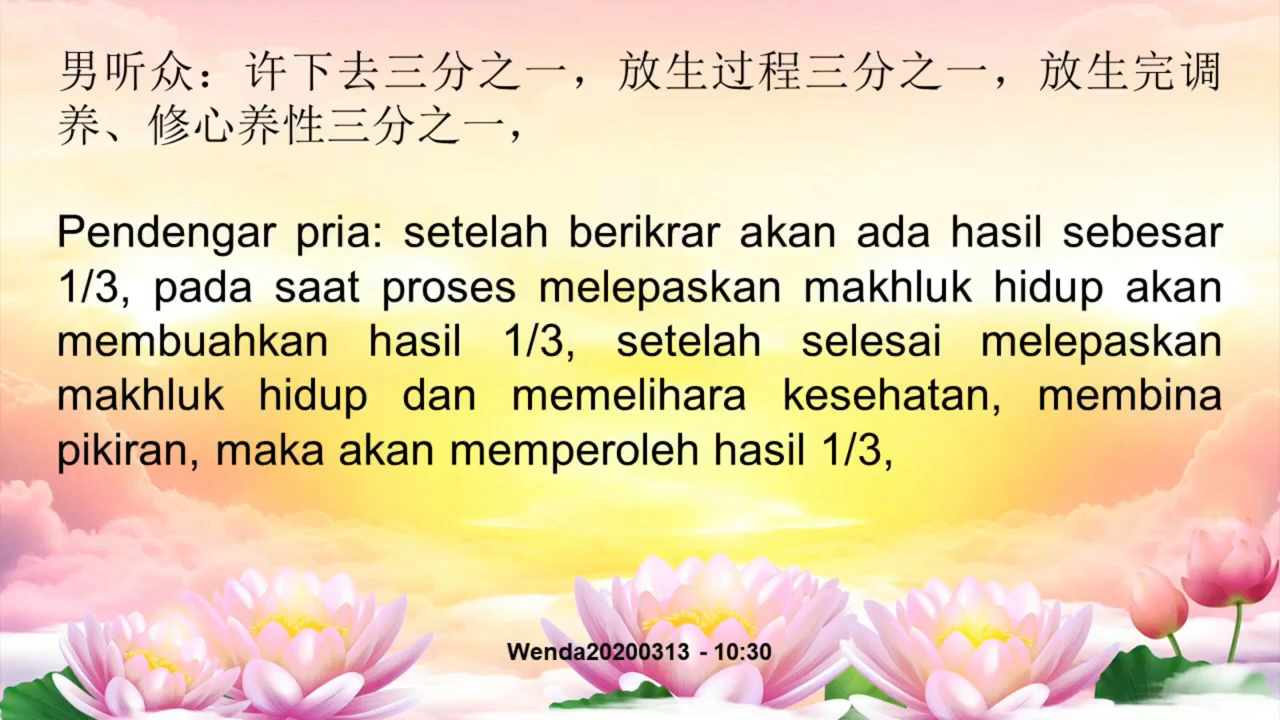 男听众：许下去三分之一，放生过程三分之一，放生完调
养、修心养性三分之一，
Pendengar pria: setelah berikrar akan ada hasil sebesar
1/3, pada saat proses melepaskan makhluk hidup akan
membuahkan hasil 1/3, setelah selesai melepaskan
makhluk hidup dan memelihara kesehatan, membina
pikiran, maka akan memperoleh hasil 1/3,
Wenda20200313 - 10:30